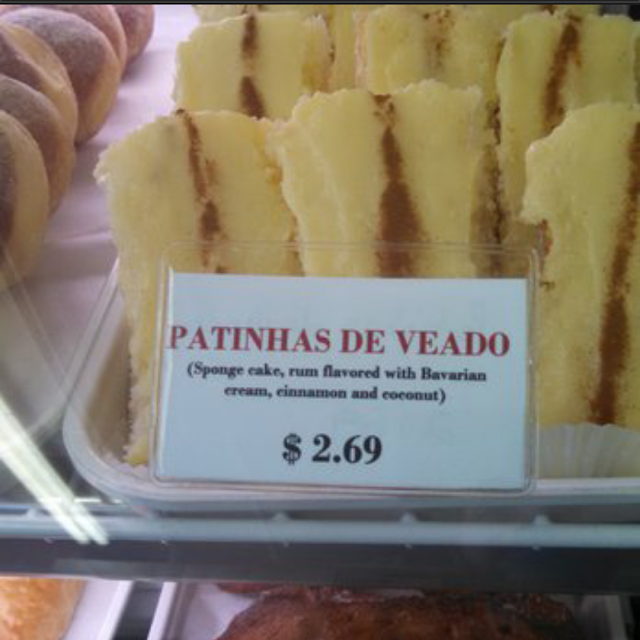 PATINHAS DE VEADO
(Sponge cake, rum flavored with Bavarian
cream, cinnamon and coconut)
$ 2.69